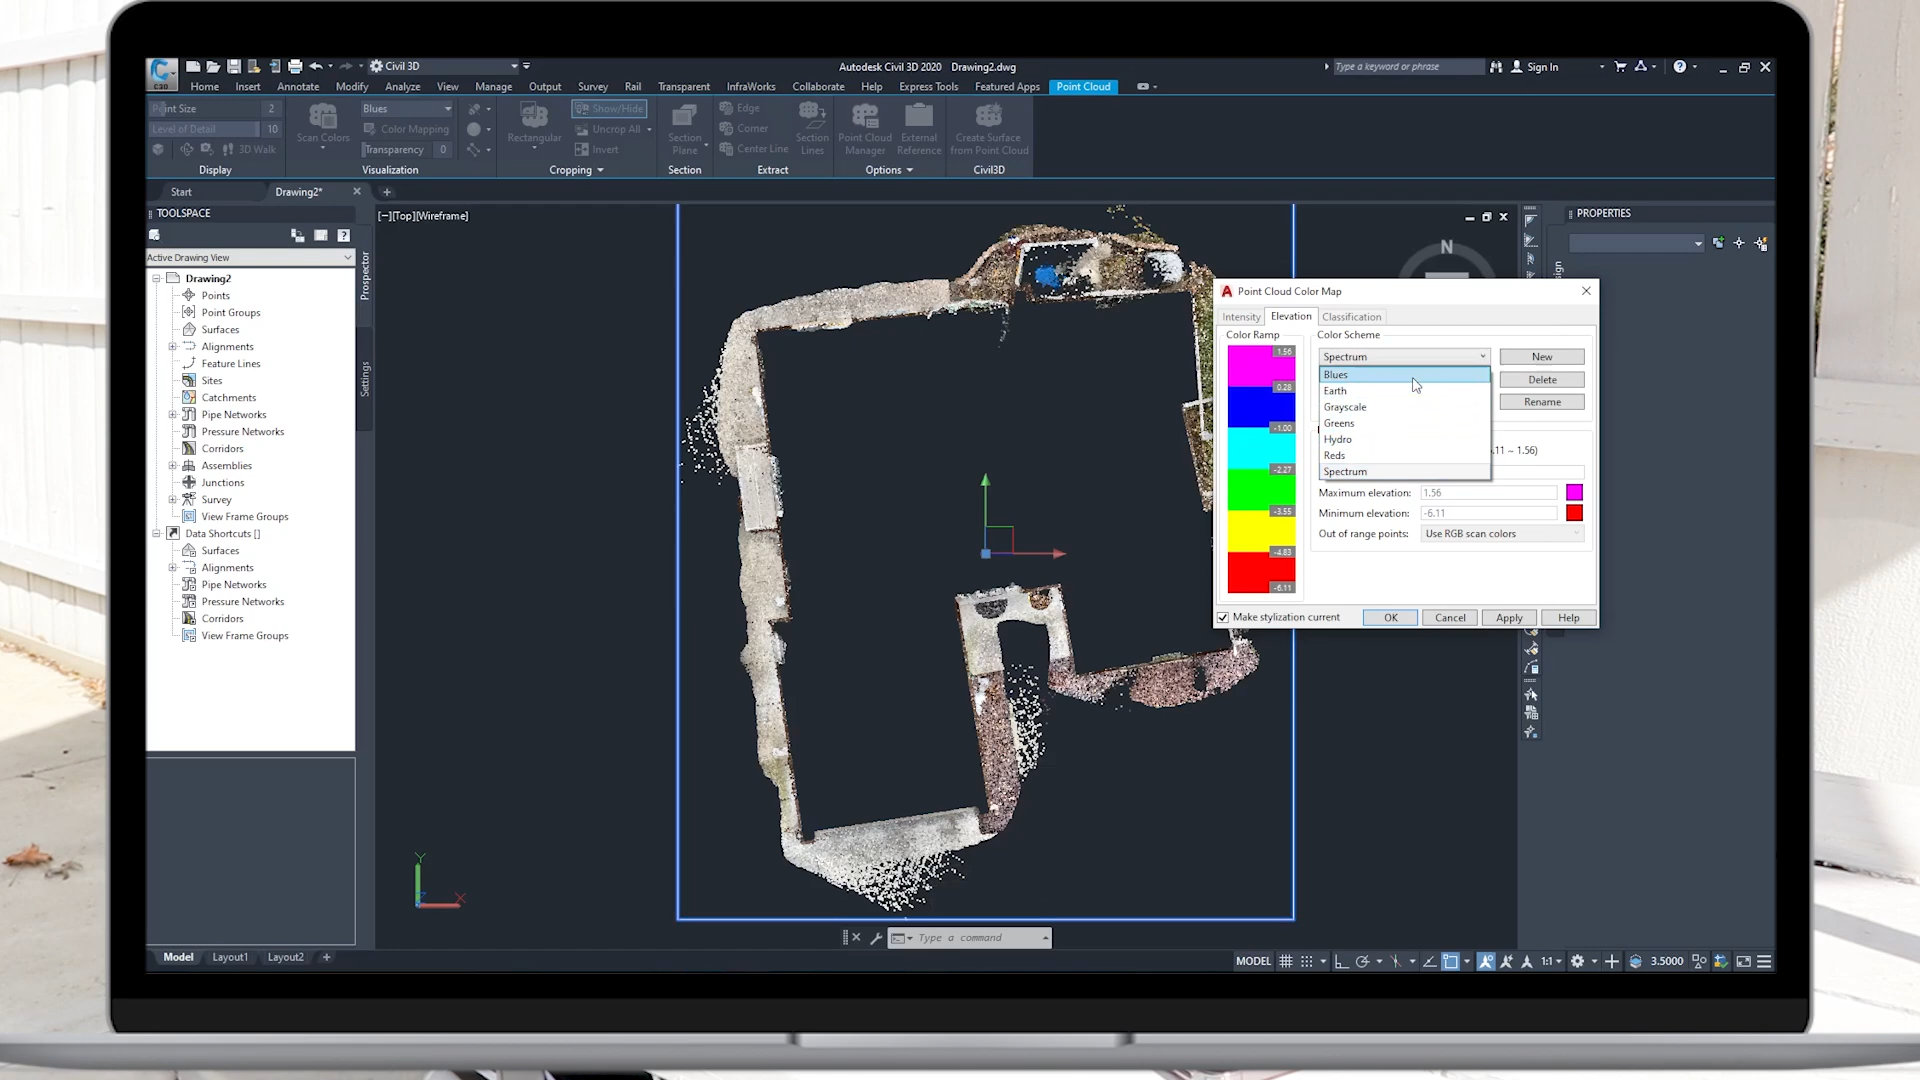 C3D
Civil 3D
Autodesk Civil 3D 2020 Drawing2.dwg
Type a keyword or phrase
Sign In
Home Insert Annotate Modify Analyze View Manage Output Survey Rail Transparent InfraWorks Collaborate Help Express Tools Featured Apps Point Cloud
Point Size 2
Level of Detail 10
3D Walk
Display
Scan Colors
Blues
Color Mapping
Transparency 0
Visualization
Rectangular
Show/Hide
Uncrop All
Invert
Cropping
Section
Plane
Section
Edge
Corner
Center Line
Section
Lines
Extract
Point Cloud
Manager
External
Reference
Options
Create Surface
from Point Cloud
Civil3D
Start Drawing2*
TOOLSPACE
Active Drawing View
Prospector
Settings
Drawing2
Points
Point Groups
Surfaces
Alignments
Feature Lines
Sites
Catchments
Pipe Networks
Pressure Networks
Corridors
Assemblies
Junctions
Survey
View Frame Groups
Data Shortcuts []
Surfaces
Alignments
Pipe Networks
Pressure Networks
Corridors
View Frame Groups
[−][Top][Wireframe]
N
PROPERTIES
Point Cloud Color Map
Intensity Elevation Classification
Color Ramp
1.56
0.28
-1.00
-2.27
-3.55
-4.83
-6.11
Color Scheme
Spectrum
Blues
Earth
Grayscale
Greens
Hydro
Reds
Spectrum
New
Delete
Rename
.11 ~ 1.56)
Maximum elevation: 1.56
Minimum elevation: -6.11
Out of range points: Use RGB scan colors
Make stylization current OK Cancel Apply Help
Y
X
Type a command
Model Layout1 Layout2
MODEL 1:1 3.5000